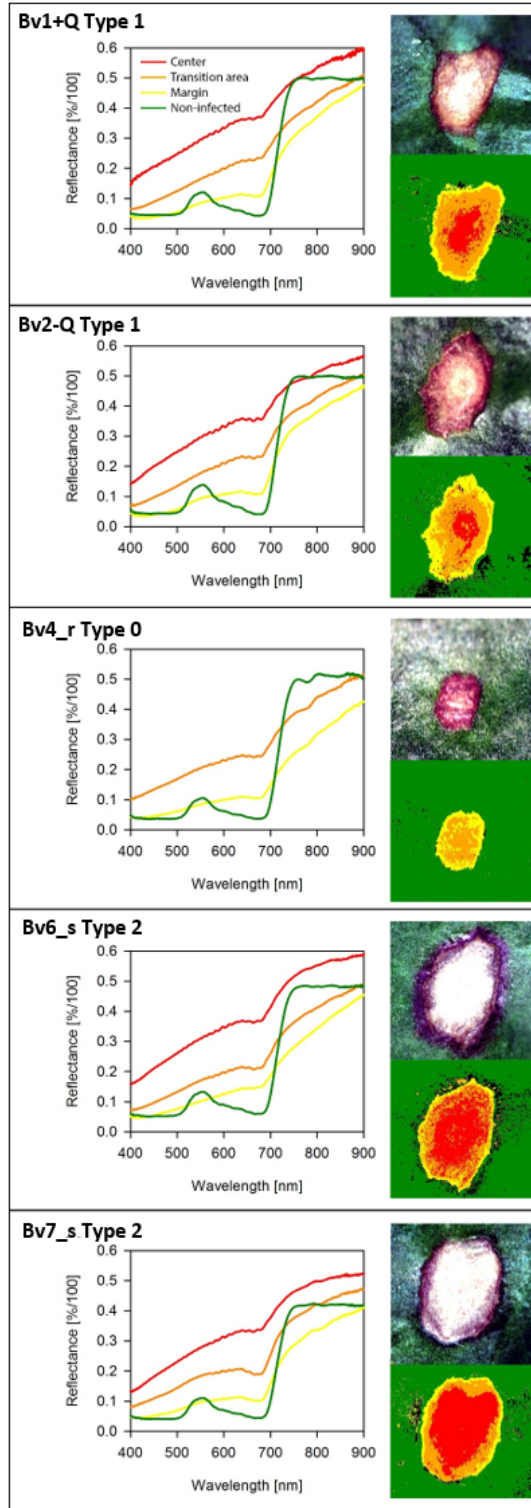 Bv1+Q Type 1
Reflectance [%/100]
0.6
0.5
0.4
0.3
0.2
0.1
0.0
Center
Transition area
Margin
Non-infected
400 500 600 700 800 900
Wavelength [nm]
Bv2-Q Type 1
Reflectance [%/100]
0.6
0.5
0.4
0.3
0.2
0.1
0.0
400 500 600 700 800 900
Wavelength [nm]
Bv4_r Type 0
Reflectance [%/100]
0.6
0.5
0.4
0.3
0.2
0.1
0.0
400 500 600 700 800 900
Wavelength [nm]
Bv6_s Type 2
Reflectance [%/100]
0.6
0.5
0.4
0.3
0.2
0.1
0.0
400 500 600 700 800 900
Wavelength [nm]
Bv7_s Type 2
Reflectance [%/100]
0.6
0.5
0.4
0.3
0.2
0.1
0.0
400 500 600 700 800 900
Wavelength [nm]